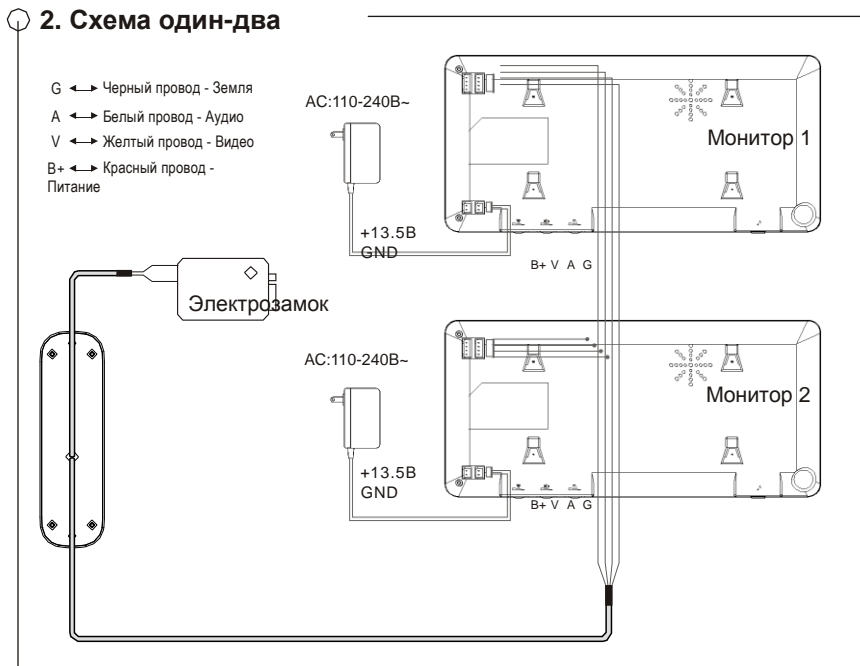 2. Схема один-два
G Черный провод - Земля
A Белый провод - Аудио
V Желтый провод - Видео
B+ Красный провод -
Питание
AC:110-240В~
Монитор 1
+13.5В
GND
B+ V A G
Электрозамок
AC:110-240В~
Монитор 2
+13.5В
GND
B+ V A G